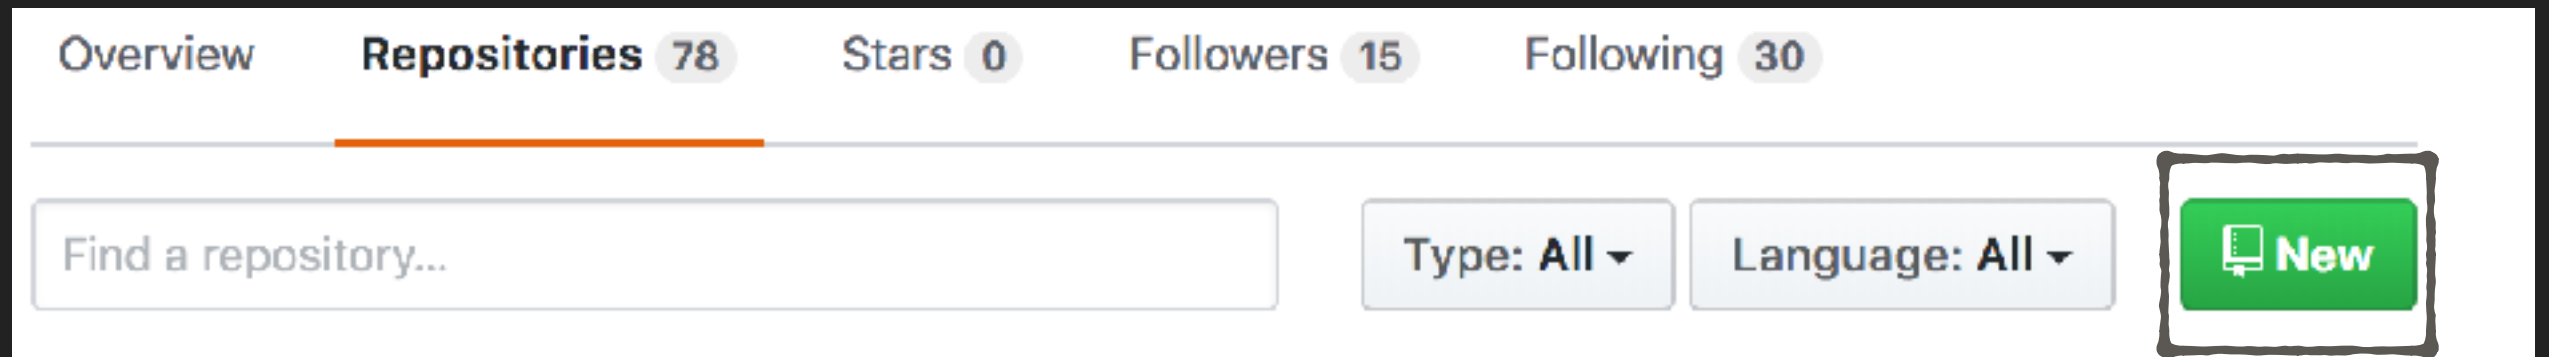 Overview Repositories 78 Stars 0 Followers 15 Following 30
Find a repository... Type: All Language: All New